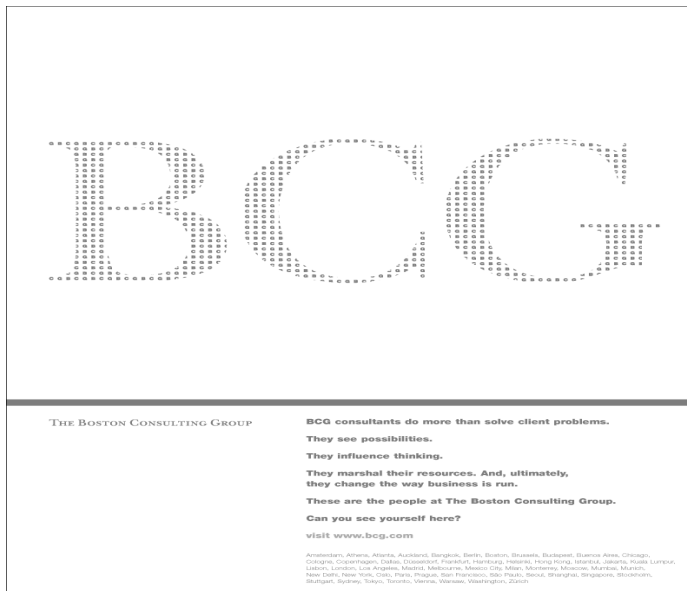 BCG
THE BOSTON CONSULTING GROUP
BCG consultants do more than solve client problems.
They see possibilities.
They influence thinking.
They marshal their resources. And, ultimately,
they change the way business is run.
These are the people at The Boston Consulting Group.
Can you see yourself here?
visit www.bcg.com
Amsterdam, Athens, Atlanta, Auckland, Bangkok, Berlin, Boston, Brussels, Budapest, Buenos Aires, Chicago,
Cologne, Copenhagen, Dallas, Düsseldorf, Frankfurt, Hamburg, Helsinki, Hong Kong, Istanbul, Jakarta, Kuala Lumpur,
Lisbon, London, Los Angeles, Madrid, Melbourne, Mexico City, Milan, Monterrey, Moscow, Mumbai, Munich,
New Delhi, New York, Oslo, Paris, Prague, San Francisco, São Paulo, Seoul, Shanghai, Singapore, Stockholm,
Stuttgart, Sydney, Tokyo, Toronto, Vienna, Warsaw, Washington, Zürich